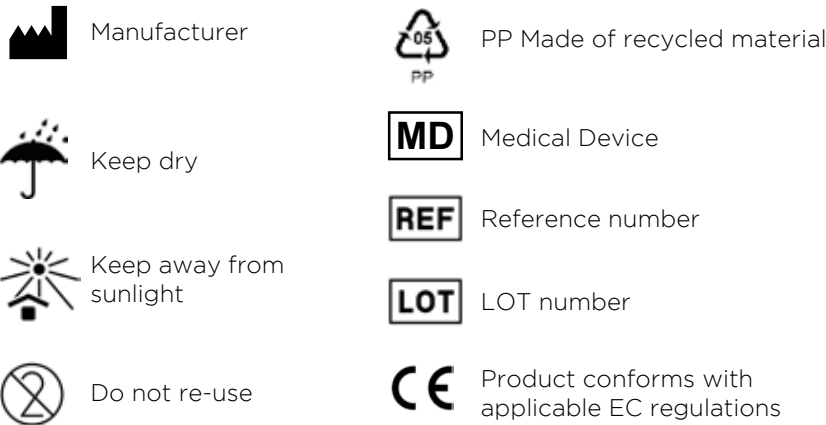 Manufacturer
Keep dry
Keep away from
sunlight
2
Do not re-use
05
PP
PP Made of recycled material
MD
Medical Device
REF
Reference number
LOT
LOT number
CE
Product conforms with
applicable EC regulations